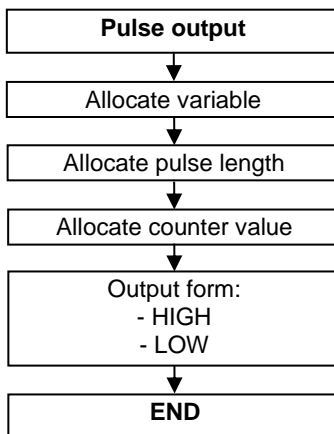 Pulse output
Allocate variable
Allocate pulse length
Allocate counter value
Output form:
- HIGH
- LOW
END